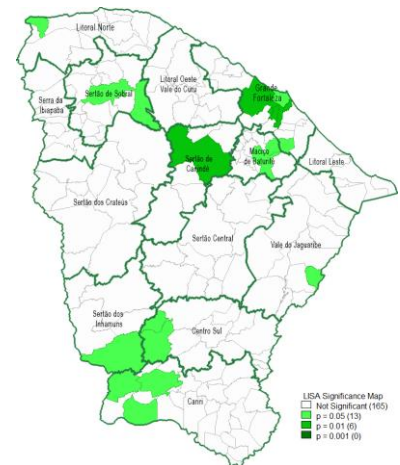 Litoral Norte
Litoral Oeste
Vale do Curu
Grande
Fortaleza
Sertão de Sobral
Serra da
Ibiapaba
Maciço
de Baturité
Litoral Leste
Sertão de
Canindé
Sertão dos Crateús
Sertão Central
Vale do Jaguaribe
Sertão dos
Inhamuns
Centro Sul
Cariri
LISA Significance Map
Not Significant (165)
p = 0.05 (13)
p = 0.01 (6)
p = 0.001 (0)